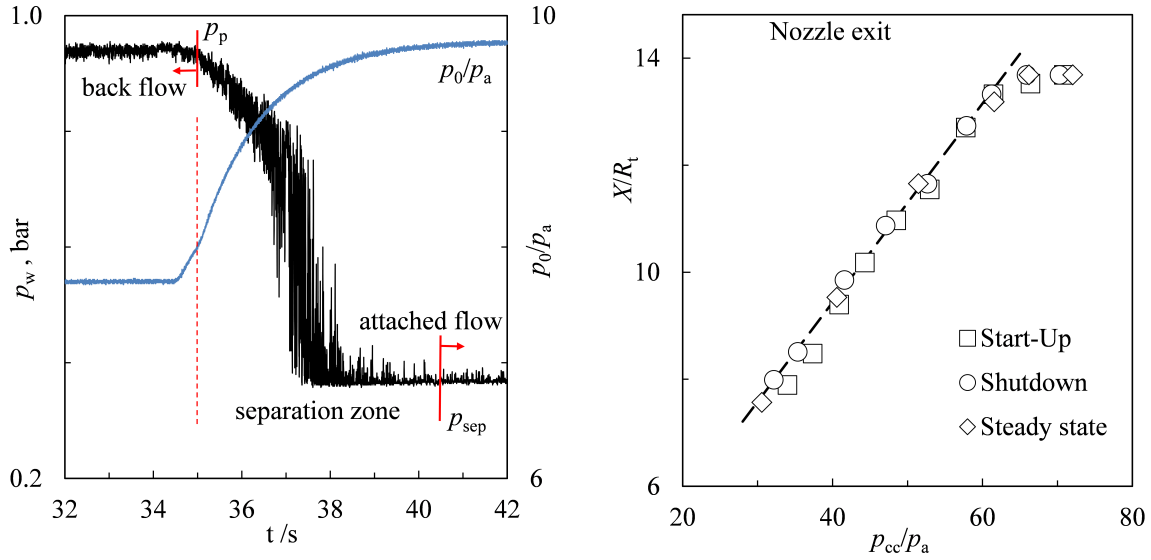 1.0
p_p
10
back flow
p_0/p_a
p_w , bar
p_0/p_a
attached flow
separation zone
p_sep
0.2
6
32
34
36
38
40
42
t /s
Nozzle exit
14
X/R_t
10
Start-Up
Shutdown
Steady state
6
20
40
60
80
p_cc/p_a